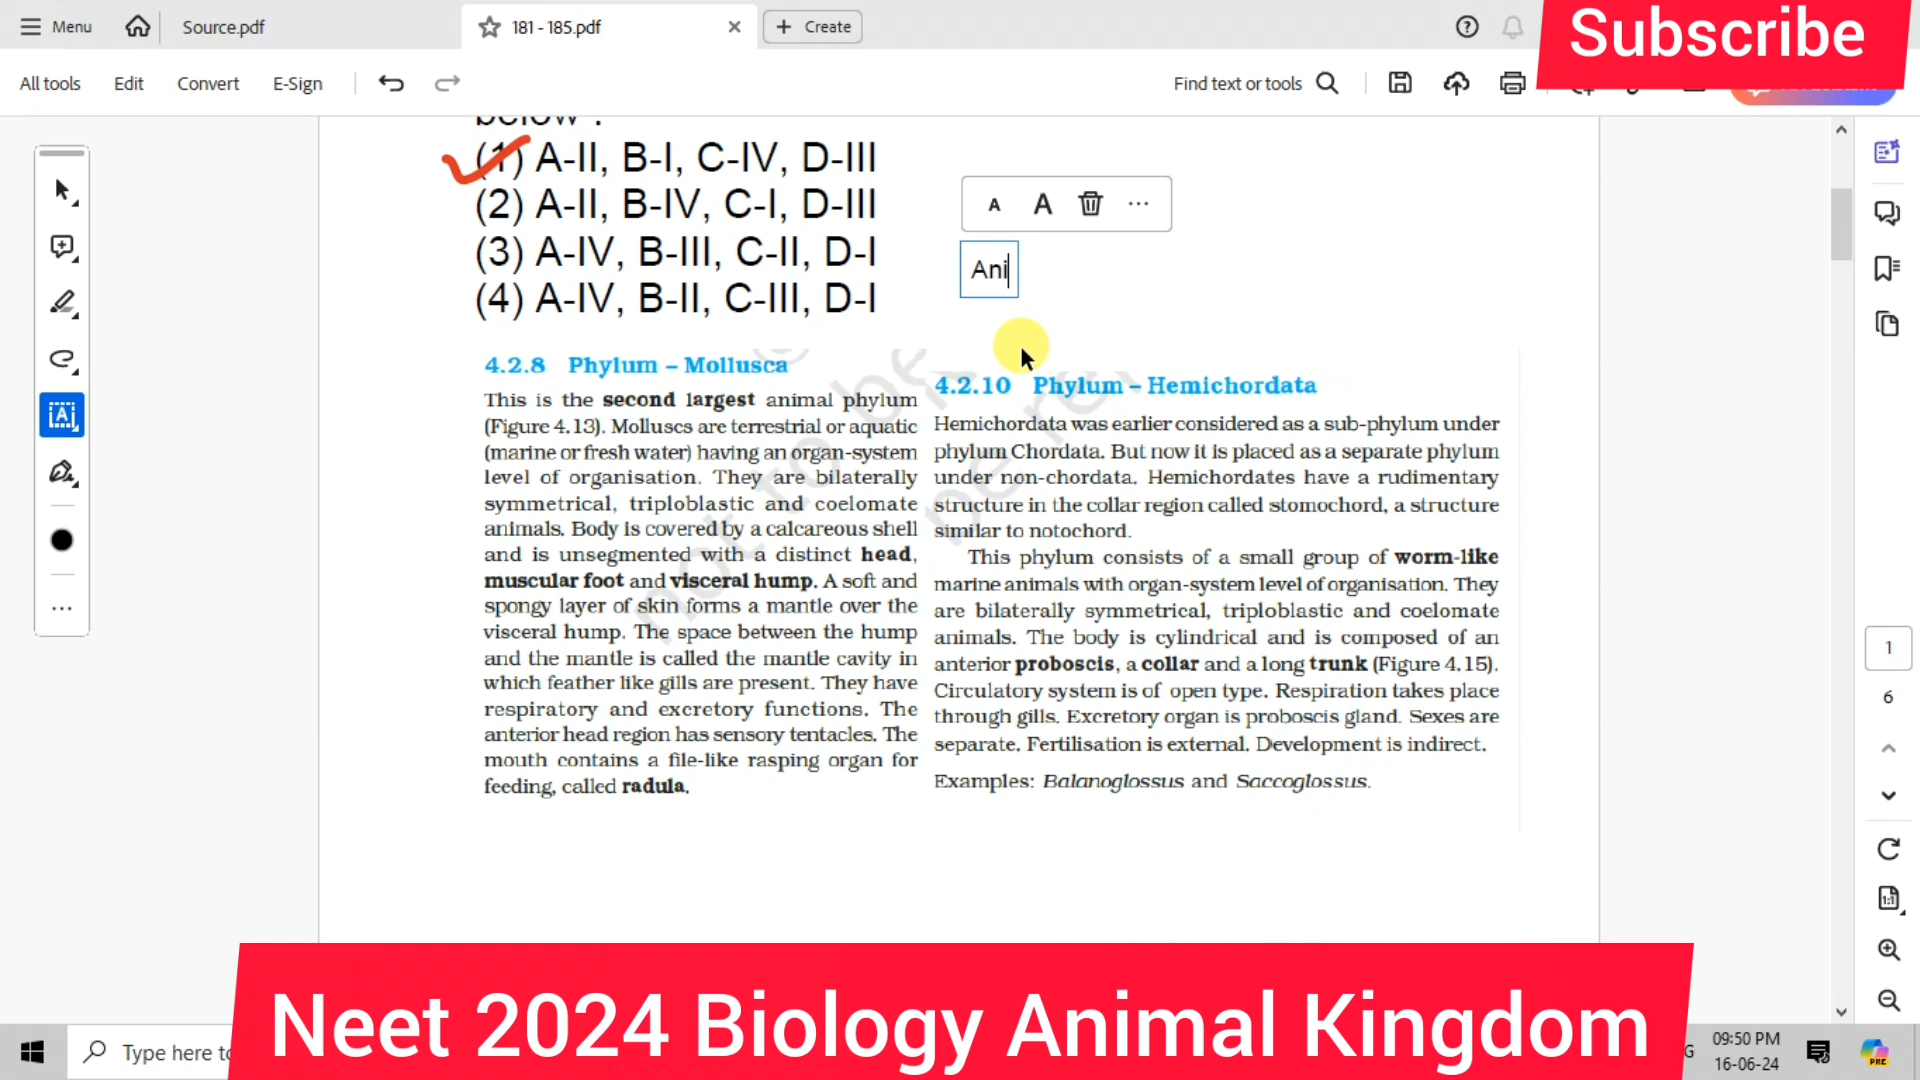 Menu
Source.pdf
181 - 185.pdf
Create
Subscribe
All tools
Edit
Convert
E-Sign
Find text or tools
below :
(1) A-II, B-I, C-IV, D-III
(2) A-II, B-IV, C-I, D-III
(3) A-IV, B-III, C-II, D-I
(4) A-IV, B-II, C-III, D-I
A A ...
Ani
4.2.8 Phylum – Mollusca
This is the second largest animal phylum
(Figure 4.13). Molluscs are terrestrial or aquatic
(marine or fresh water) having an organ-system
level of organisation. They are bilaterally
symmetrical, triploblastic and coelomate
animals. Body is covered by a calcareous shell
and is unsegmented with a distinct head,
muscular foot and visceral hump. A soft and
spongy layer of skin forms a mantle over the
visceral hump. The space between the hump
and the mantle is called the mantle cavity in
which feather like gills are present. They have
respiratory and excretory functions. The
anterior head region has sensory tentacles. The
mouth contains a file-like rasping organ for
feeding, called radula.
4.2.10 Phylum – Hemichordata
Hemichordata was earlier considered as a sub-phylum under
phylum Chordata. But now it is placed as a separate phylum
under non-chordata. Hemichordates have a rudimentary
structure in the collar region called stomochord, a structure
similar to notochord.
This phylum consists of a small group of worm-like
marine animals with organ-system level of organisation. They
are bilaterally symmetrical, triploblastic and coelomate
animals. The body is cylindrical and is composed of an
anterior proboscis, a collar and a long trunk (Figure 4.15).
Circulatory system is of open type. Respiration takes place
through gills. Excretory organ is proboscis gland. Sexes are
separate. Fertilisation is external. Development is indirect.
Examples: Balanoglossus and Saccoglossus.
not to be
be re
1
6
1:1
Neet 2024 Biology Animal Kingdom
Type here to
G
09:50 PM
16-06-24
PRE